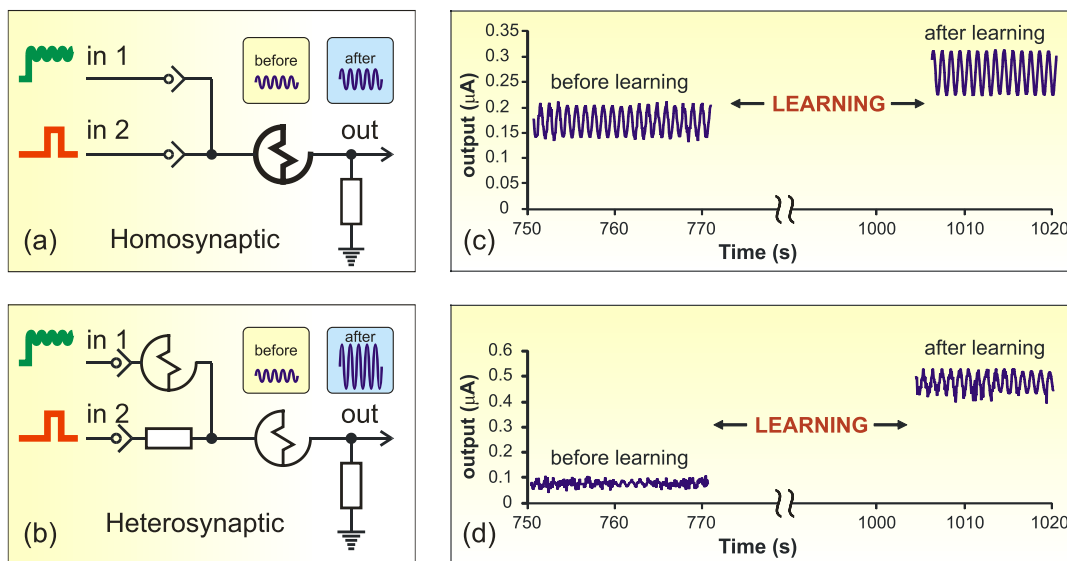 in 1
before
after
in 2
out
(a)
Homosynaptic
in 1
before
after
in 2
out
(b)
Heterosynaptic
0.35
0.3
0.25
0.2
0.15
0.1
0.05
0
output (µA)
before learning
LEARNING
after learning
750
760
770
1000
1010
1020
(c)
Time (s)
0.6
0.5
0.4
0.3
0.2
0.1
0
output (µA)
after learning
LEARNING
before learning
750
760
770
1000
1010
1020
(d)
Time (s)